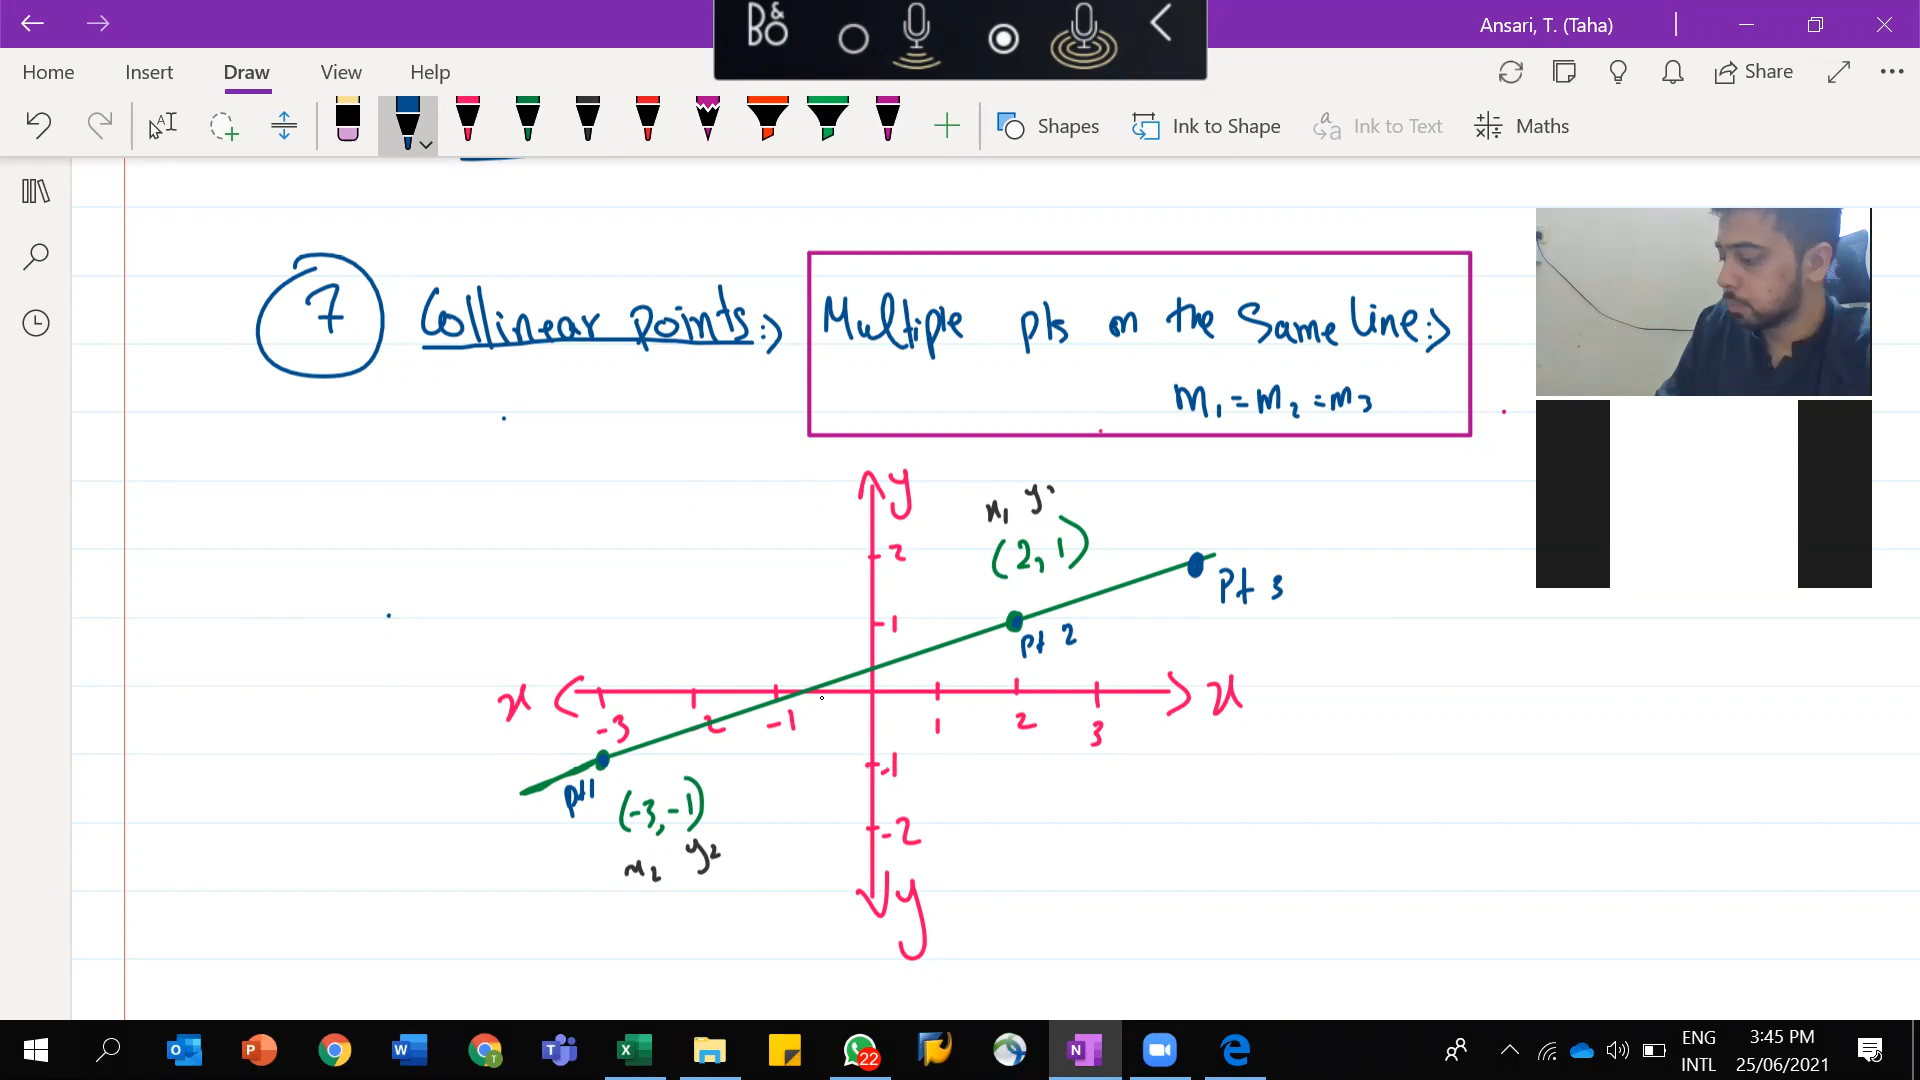 B&O
Ansari, T. (Taha)
Home Insert Draw View Help
Share
Shapes
Ink to Shape
Ink to Text
Maths
7 Collinear points:)
Multiple pts on the Same line:)
m1 = m2 = m3
y
x1 y1
2
(2, 1)
Pt 3
1
pt 2
x
x
-3 2 -1 1 2 3
-1
pt1
(-3, -1)
-2
x2 y2
y
22
ENG
INTL
3:45 PM
25/06/2021